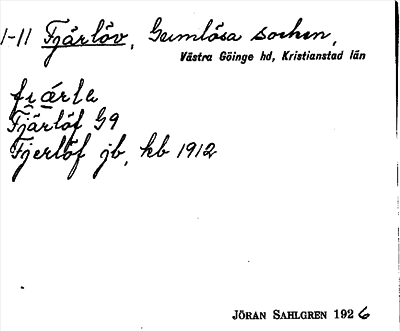 1-11 Fjärlöv, Gumlösa socken,
Västra Göinge hd, Kristianstad län
Fjärlöf G9
Fjerlöf jb, kb 1912
JÖRAN SAHLGREN 1926